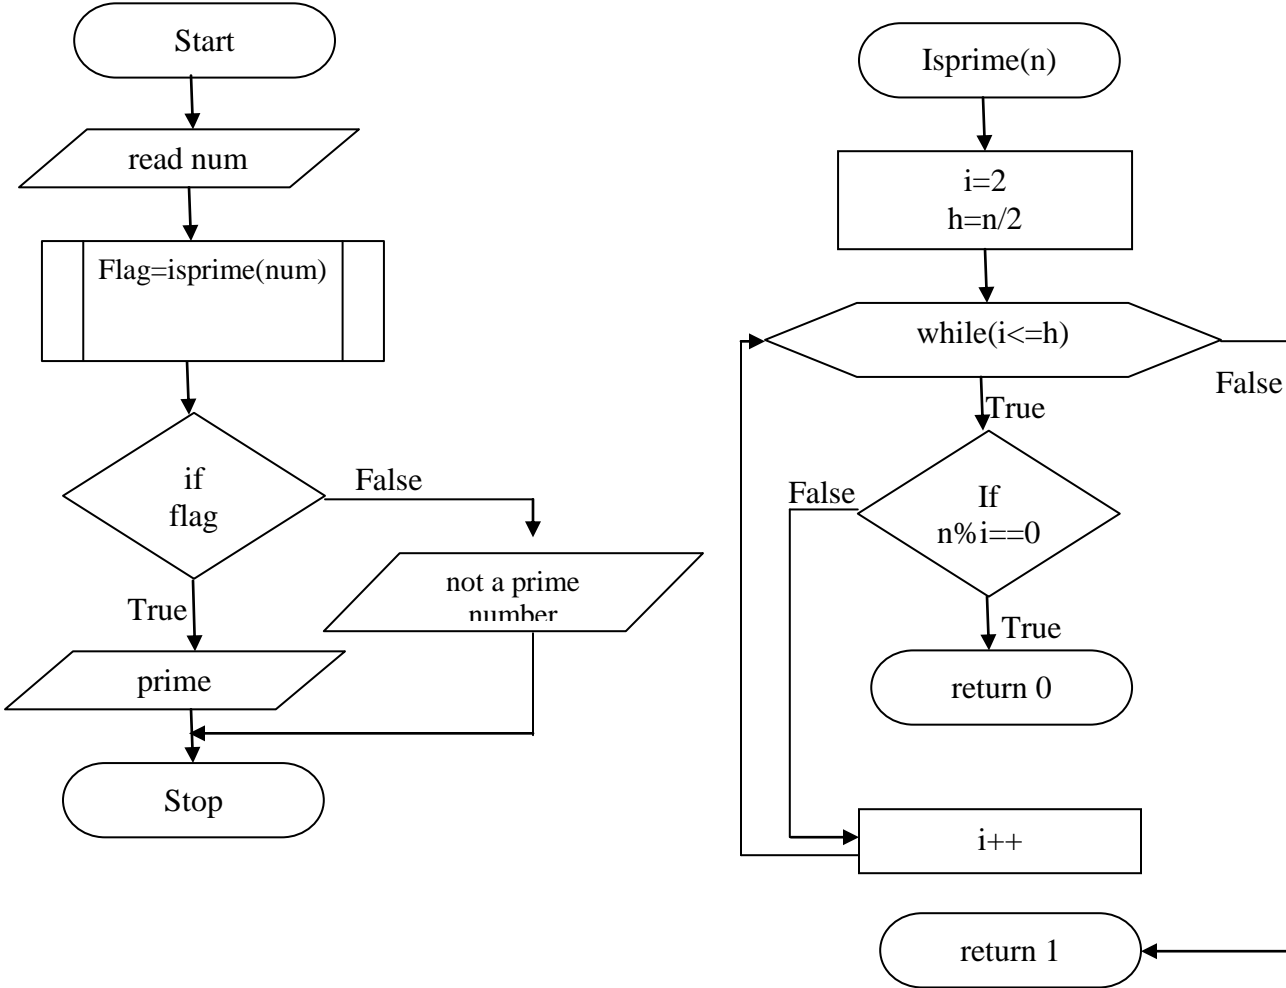 Start
read num
Flag=isprime(num)
if
flag
False
True
not a prime
number
prime
Stop
Isprime(n)
i=2
h=n/2
while(i<=h)
False
True
If
n%i==0
False
True
return 0
i++
return 1